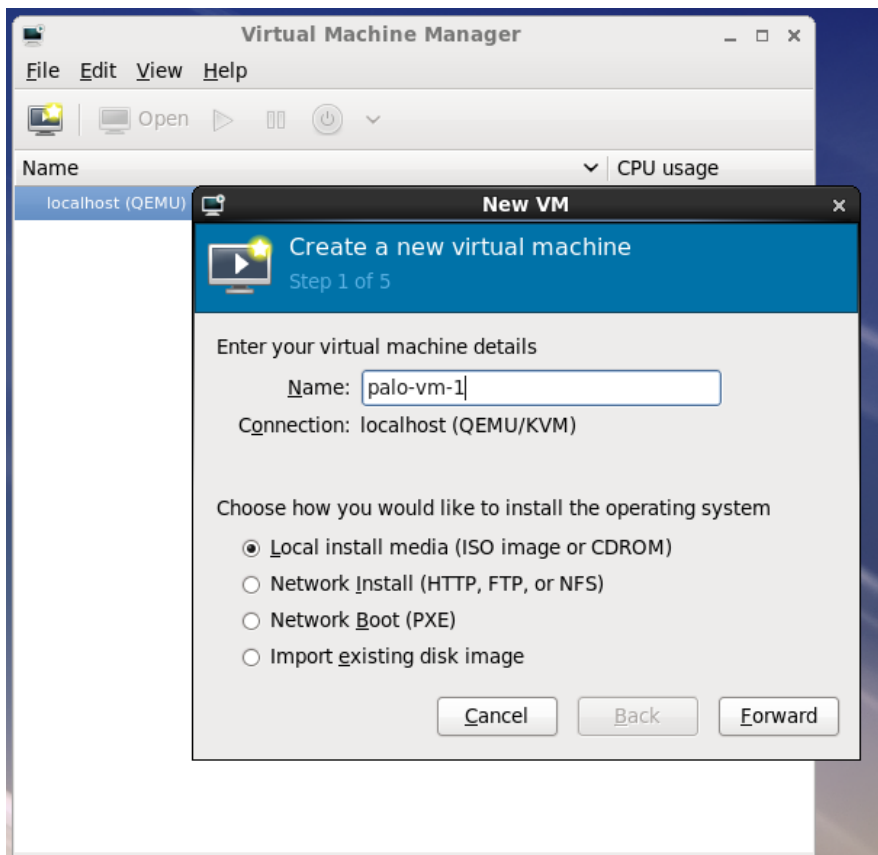 Virtual Machine Manager
File Edit View Help
Open
Name CPU usage
localhost (QEMU)
New VM
Create a new virtual machine
Step 1 of 5
Enter your virtual machine details
Name: palo-vm-1
Connection: localhost (QEMU/KVM)
Choose how you would like to install the operating system
Local install media (ISO image or CDROM)
Network Install (HTTP, FTP, or NFS)
Network Boot (PXE)
Import existing disk image
Cancel Back Forward